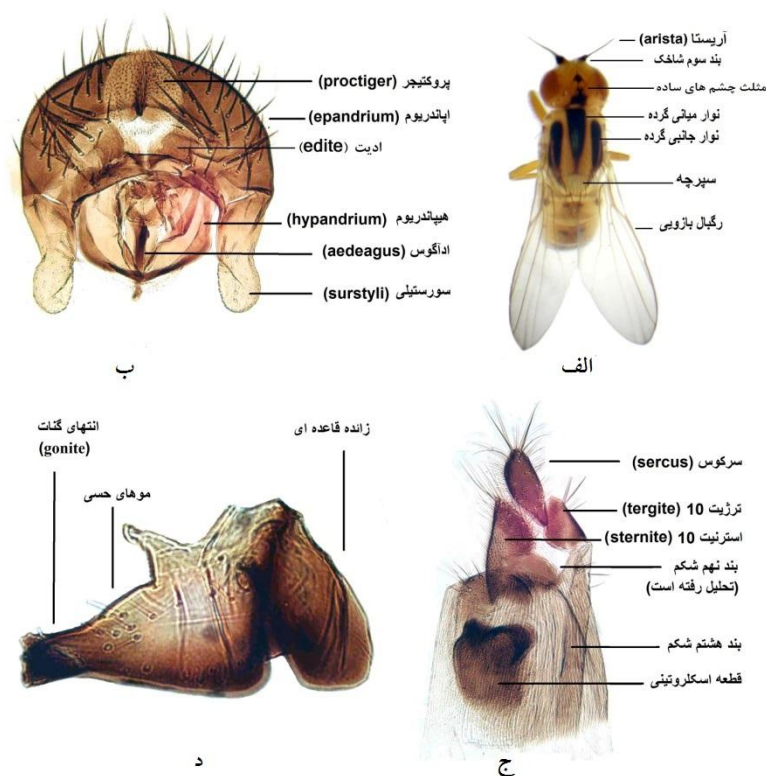 آریستا (arista)
بند سوم شاخک
مثلث چشم های ساده
نوار میانی گرده
نوار جانبی گرده
سپرچه
رگبال بازویی
الف
پروکتیجر (proctiger)
اپاندریوم (epandrium)
ادیت (edite)
هیپاندریوم (hypandrium)
ادآگوس (aedeagus)
سورستیلی (surstyli)
ب
سرکوس (sercus)
ترژیت 10 (tergite)
استرنیت 10 (sternite)
بند نهم شکم
(تحلیل رفته است)
بند هشتم شکم
قطعه اسکلروتینی
ج
زائده قاعده ای
انتهای گنات
(gonite)
موهای حسی
د